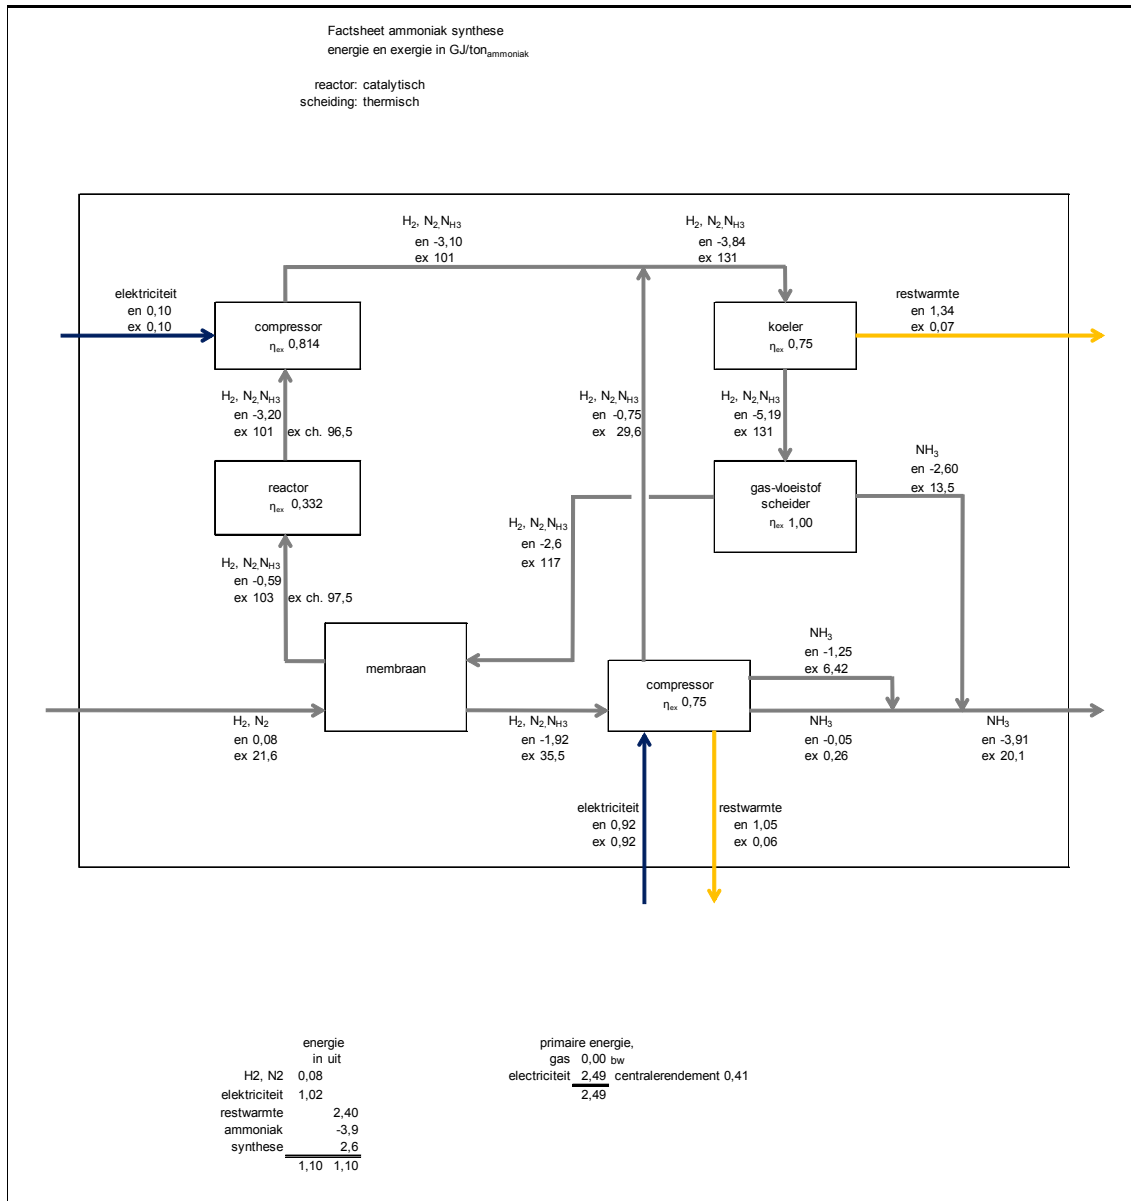 Factsheet ammoniak synthese
energie en exergie in GJ/ton ammoniak
reactor: catalytisch
scheiding: thermisch
H2, N2,NH3
en -3,10
ex 101
H2, N2,NH3
en -3,84
ex 131
elektriciteit
en 0,10
ex 0,10
compressor
ηex 0,814
koeler
ηex 0,75
restwarmte
en 1,34
ex 0,07
H2, N2,NH3
en -3,20
ex 101 ex ch. 96,5
H2, N2,NH3
en -0,75
ex 29,6
H2, N2,NH3
en -5,19
ex 131
reactor
ηex 0,332
gas-vloeistof
scheider
ηex 1,00
NH3
en -2,60
ex 13,5
H2, N2,NH3
en -2,6
ex 117
H2, N2,NH3
en -0,59
ex 103 ex ch. 97,5
membraan
compressor
ηex 0,75
NH3
en -1,25
ex 6,42
H2, N2
en 0,08
ex 21,6
H2, N2,NH3
en -1,92
ex 35,5
NH3
en -0,05
ex 0,26
NH3
en -3,91
ex 20,1
elektriciteit
en 0,92
ex 0,92
restwarmte
en 1,05
ex 0,06
energie
in uit
H2, N2 0,08
elektriciteit 1,02
restwarmte 2,40
ammoniak -3,9
synthese 2,6
1,10 1,10
primaire energie,
gas 0,00 bw
electriciteit 2,49 centralerendement 0,41
2,49